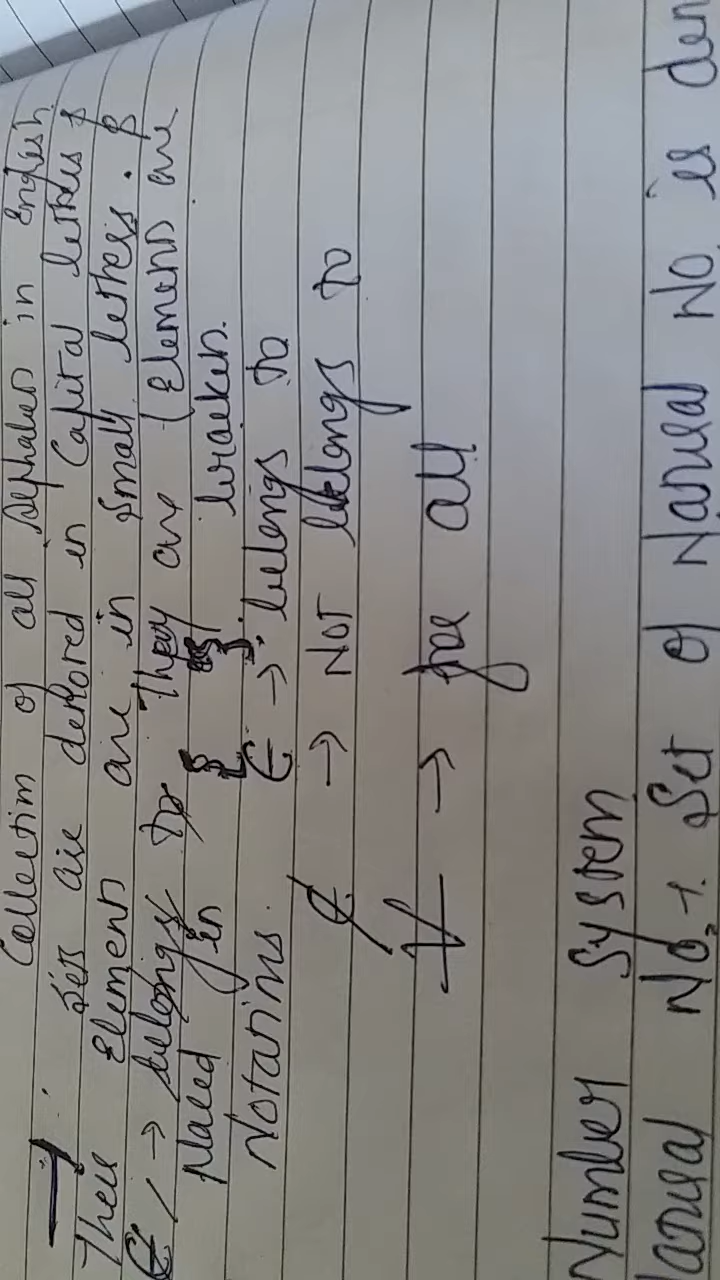 Collection of all Alphabets in English
Sets are denoted in Capital letters &
There Elements are in Small letters. &
∈ → belongs to They are (Elements are
Placed in { } bracket.
Notations. ∈ → belongs to
∉ → Not belongs to
∀ → for all
Number System
Natural No. Set of Natural No is den